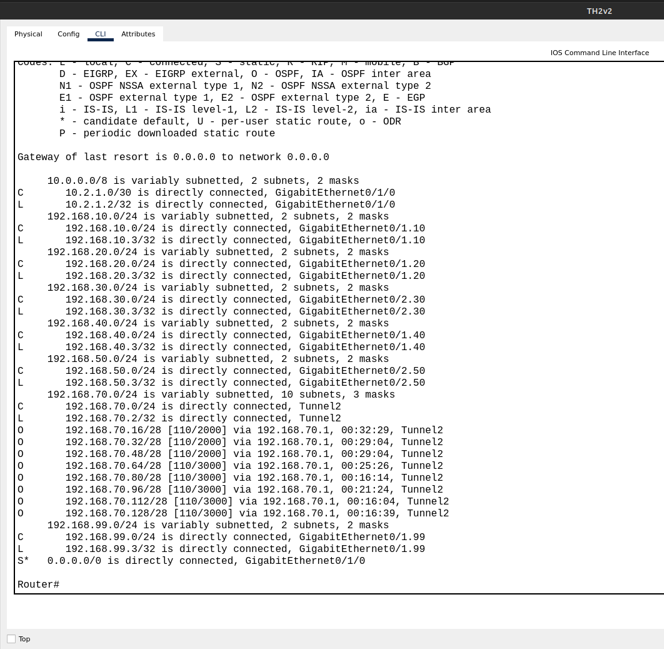 TH2v2
Physical Config CLI Attributes
IOS Command Line Interface
Codes: L - local, C - connected, S - static, R - RIP, M - mobile, B - BGP
D - EIGRP, EX - EIGRP external, O - OSPF, IA - OSPF inter area
N1 - OSPF NSSA external type 1, N2 - OSPF NSSA external type 2
E1 - OSPF external type 1, E2 - OSPF external type 2, E - EGP
i - IS-IS, L1 - IS-IS level-1, L2 - IS-IS level-2, ia - IS-IS inter area
* - candidate default, U - per-user static route, o - ODR
P - periodic downloaded static route
Gateway of last resort is 0.0.0.0 to network 0.0.0.0
10.0.0.0/8 is variably subnetted, 2 subnets, 2 masks
C 10.2.1.0/30 is directly connected, GigabitEthernet0/1/0
L 10.2.1.2/32 is directly connected, GigabitEthernet0/1/0
192.168.10.0/24 is variably subnetted, 2 subnets, 2 masks
C 192.168.10.0/24 is directly connected, GigabitEthernet0/1.10
L 192.168.10.3/32 is directly connected, GigabitEthernet0/1.10
192.168.20.0/24 is variably subnetted, 2 subnets, 2 masks
C 192.168.20.0/24 is directly connected, GigabitEthernet0/1.20
L 192.168.20.3/32 is directly connected, GigabitEthernet0/1.20
192.168.30.0/24 is variably subnetted, 2 subnets, 2 masks
C 192.168.30.0/24 is directly connected, GigabitEthernet0/2.30
L 192.168.30.3/32 is directly connected, GigabitEthernet0/2.30
192.168.40.0/24 is variably subnetted, 2 subnets, 2 masks
C 192.168.40.0/24 is directly connected, GigabitEthernet0/1.40
L 192.168.40.3/32 is directly connected, GigabitEthernet0/1.40
192.168.50.0/24 is variably subnetted, 2 subnets, 2 masks
C 192.168.50.0/24 is directly connected, GigabitEthernet0/2.50
L 192.168.50.3/32 is directly connected, GigabitEthernet0/2.50
192.168.70.0/24 is variably subnetted, 10 subnets, 3 masks
C 192.168.70.0/24 is directly connected, Tunnel2
L 192.168.70.2/32 is directly connected, Tunnel2
O 192.168.70.16/28 [110/2000] via 192.168.70.1, 00:32:29, Tunnel2
O 192.168.70.32/28 [110/2000] via 192.168.70.1, 00:29:04, Tunnel2
O 192.168.70.48/28 [110/2000] via 192.168.70.1, 00:29:04, Tunnel2
O 192.168.70.64/28 [110/3000] via 192.168.70.1, 00:25:26, Tunnel2
O 192.168.70.80/28 [110/3000] via 192.168.70.1, 00:16:14, Tunnel2
O 192.168.70.96/28 [110/3000] via 192.168.70.1, 00:21:24, Tunnel2
O 192.168.70.112/28 [110/3000] via 192.168.70.1, 00:16:04, Tunnel2
O 192.168.70.128/28 [110/3000] via 192.168.70.1, 00:16:39, Tunnel2
192.168.99.0/24 is variably subnetted, 2 subnets, 2 masks
C 192.168.99.0/24 is directly connected, GigabitEthernet0/1.99
L 192.168.99.3/32 is directly connected, GigabitEthernet0/1.99
S* 0.0.0.0/0 is directly connected, GigabitEthernet0/1/0
Router#
Top